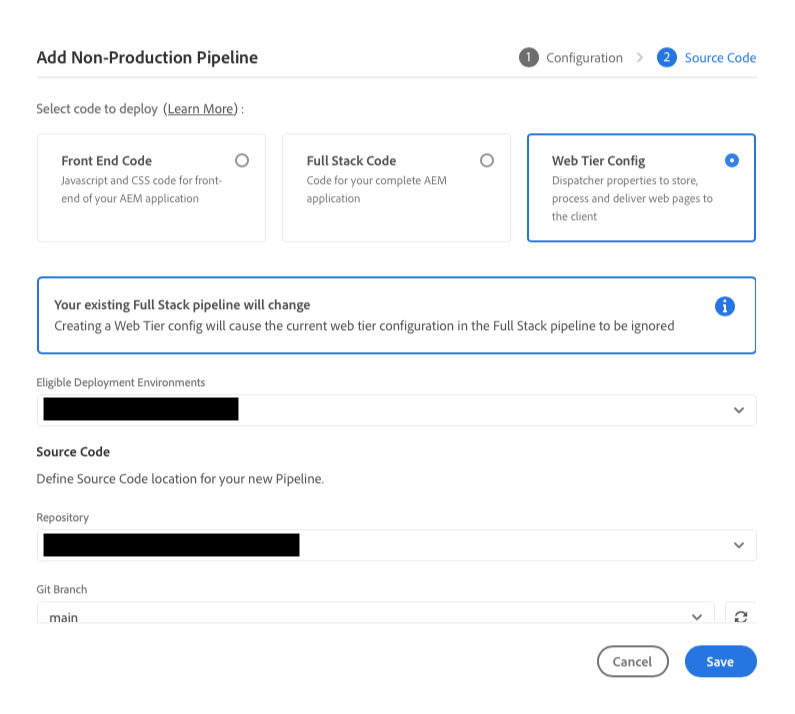 Add Non-Production Pipeline
1 Configuration > 2 Source Code
Select code to deploy (Learn More) :
Front End Code
Javascript and CSS code for front-
end of your AEM application
Full Stack Code
Code for your complete AEM
application
Web Tier Config
Dispatcher properties to store,
process and deliver web pages to
the client
Your existing Full Stack pipeline will change
Creating a Web Tier config will cause the current web tier configuration in the Full Stack pipeline to be ignored
Eligible Deployment Environments
Source Code
Define Source Code location for your new Pipeline.
Repository
Git Branch
main
Cancel
Save